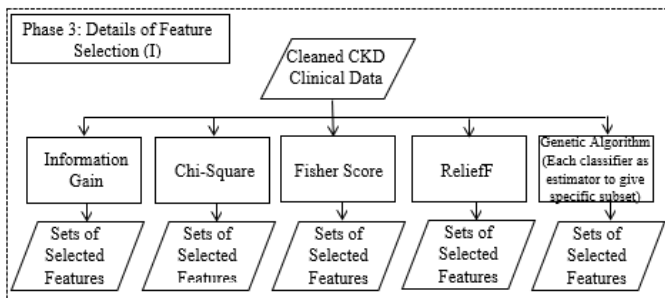 Phase 3: Details of Feature
Selection (I)
Cleaned CKD
Clinical Data
Information
Gain
Chi-Square
Fisher Score
ReliefF
Genetic Algorithm
(Each classifier as
estimator to give
specific subset)
Sets of
Selected
Features
Sets of
Selected
Features
Sets of
Selected
Features
Sets of
Selected
Features
Sets of
Selected
Features